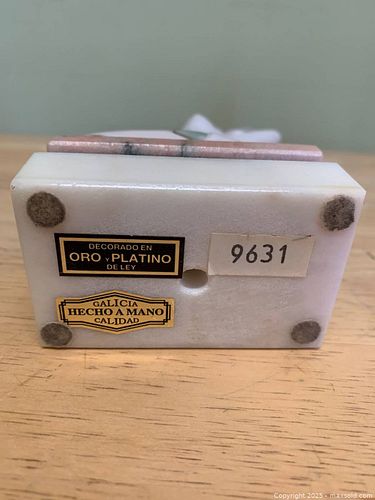 DECORADO EN
ORO Y PLATINO
DE LEY
9631
GALICIA
HECHO A MANO
CALIDAD
Copyright 2025 - maxsold.com